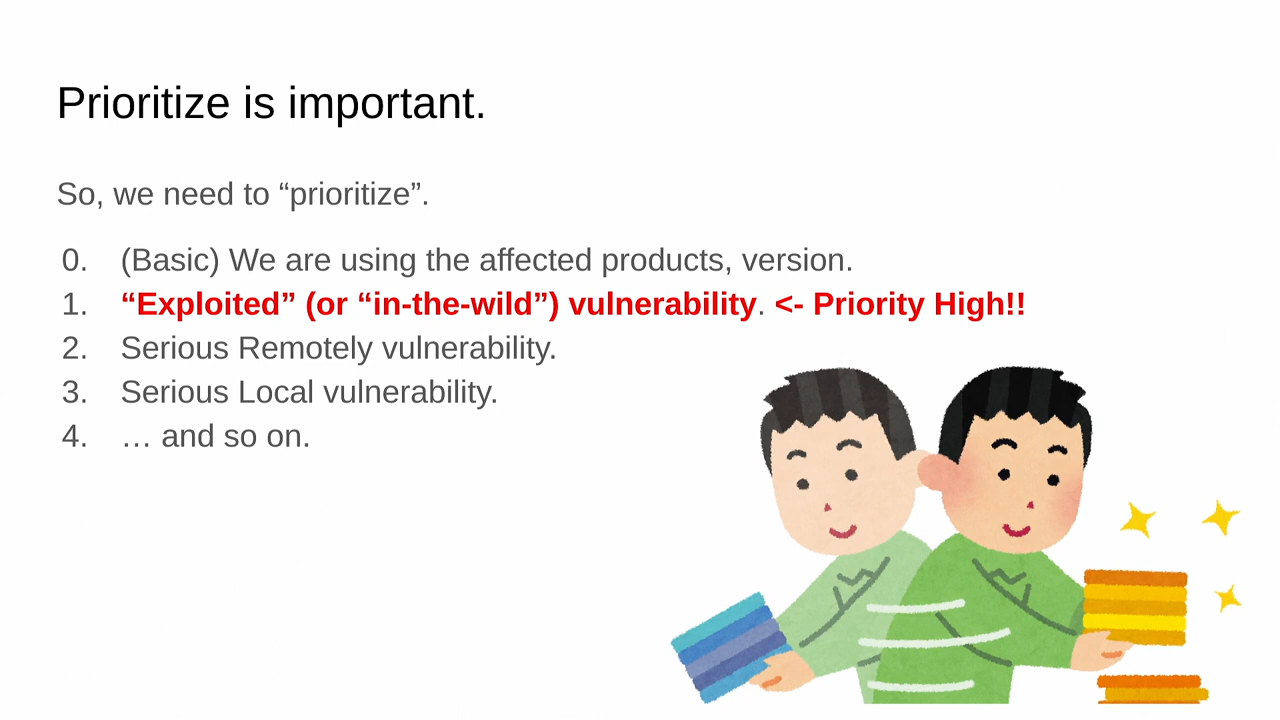 Prioritize is important.
So, we need to “prioritize”.
0. (Basic) We are using the affected products, version.
1. “Exploited” (or “in-the-wild”) vulnerability. <- Priority High!!
2. Serious Remotely vulnerability.
3. Serious Local vulnerability.
4. … and so on.